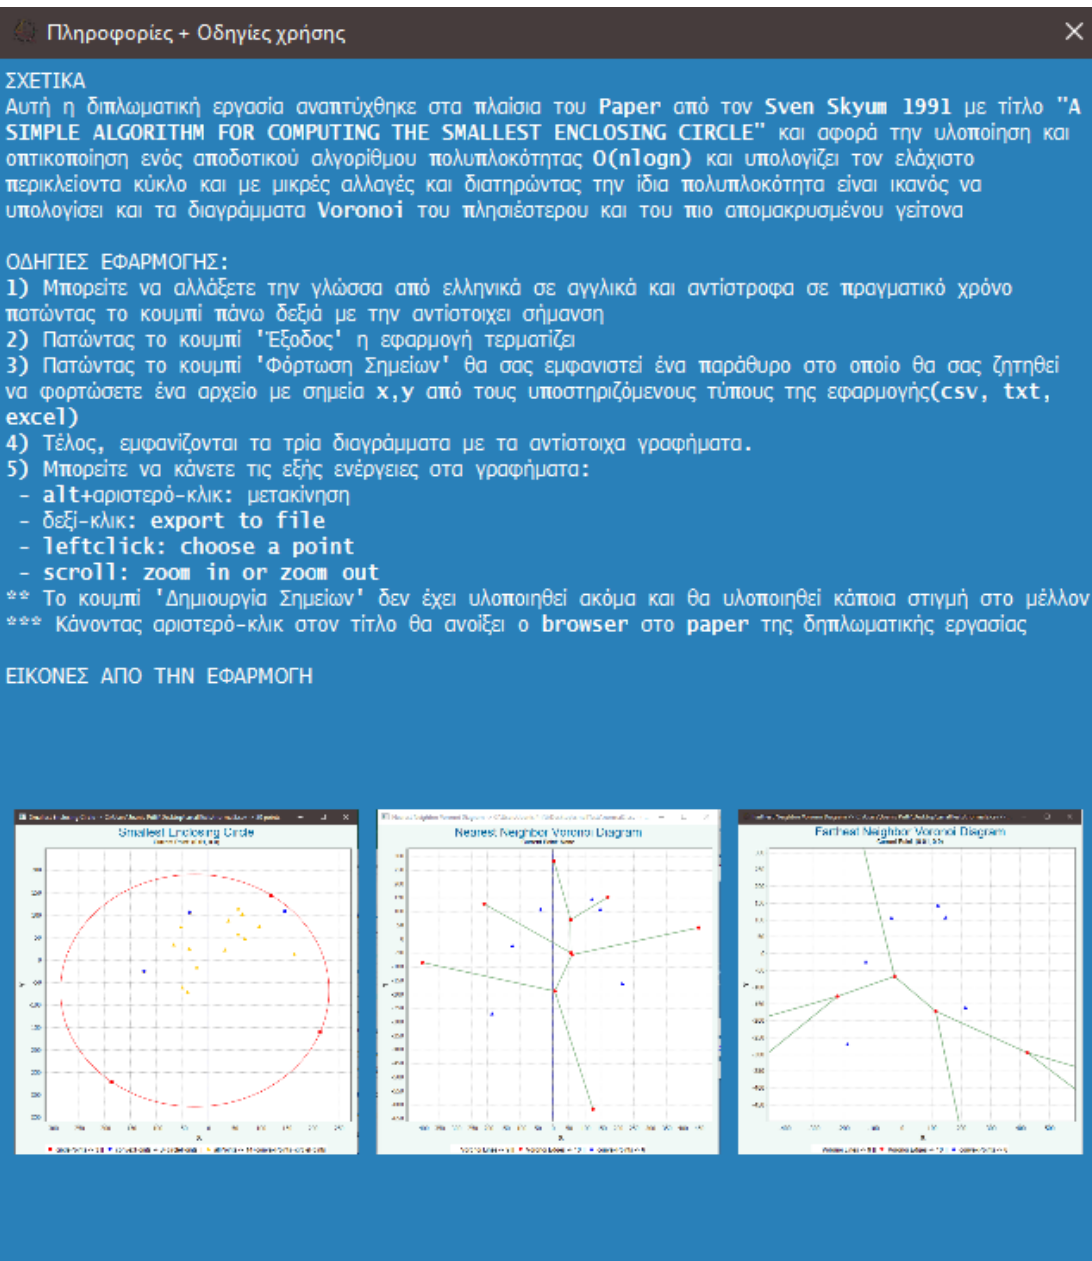 Πληροφορίες + Οδηγίες χρήσης
ΣΧΕΤΙΚΑ
Αυτή η διπλωματική εργασία αναπτύχθηκε στα πλαίσια του Paper από τον Sven Skyum 1991 με τίτλο "A
SIMPLE ALGORITHM FOR COMPUTING THE SMALLEST ENCLOSING CIRCLE" και αφορά την υλοποίηση και
οπτικοποίηση ενός αποδοτικού αλγορίθμου πολυπλοκότητας O(nlogn) και υπολογίζει τον ελάχιστο
περικλείοντα κύκλο και με μικρές αλλαγές και διατηρώντας την ίδια πολυπλοκότητα είναι ικανός να
υπολογίσει και τα διαγράμματα Voronoi του πλησιέστερου και του πιο απομακρυσμένου γείτονα
ΟΔΗΓΙΕΣ ΕΦΑΡΜΟΓΗΣ:
1) Μπορείτε να αλλάξετε την γλώσσα από ελληνικά σε αγγλικά και αντίστροφα σε πραγματικό χρόνο
πατώντας το κουμπί πάνω δεξιά με την αντίστοιχει σήμανση
2) Πατώντας το κουμπί 'Έξοδος' η εφαρμογή τερματίζει
3) Πατώντας το κουμπί 'Φόρτωση Σημείων' θα σας εμφανιστεί ένα παράθυρο στο οποίο θα σας ζητηθεί
να φορτώσετε ένα αρχείο με σημεία x,y από τους υποστηριζόμενους τύπους της εφαρμογής(csv, txt,
excel)
4) Τέλος, εμφανίζονται τα τρία διαγράμματα με τα αντίστοιχα γραφήματα.
5) Μπορείτε να κάνετε τις εξής ενέργειες στα γραφήματα:
- alt+αριστερό-κλικ: μετακίνηση
- δεξί-κλικ: export to file
- leftclick: choose a point
- scroll: zoom in or zoom out
** Το κουμπί 'Δημιουργία Σημείων' δεν έχει υλοποιηθεί ακόμα και θα υλοποιηθεί κάποια στιγμή στο μέλλον
*** Κάνοντας αριστερό-κλικ στον τίτλο θα ανοίξει ο browser στο paper της δηπλωματικής εργασίας
ΕΙΚΟΝΕΣ ΑΠΟ ΤΗΝ ΕΦΑΡΜΟΓΗ
Smallest Enclosing Circle
Nearest Neighbor Voronoi Diagram
Farthest Neighbor Voronoi Diagram